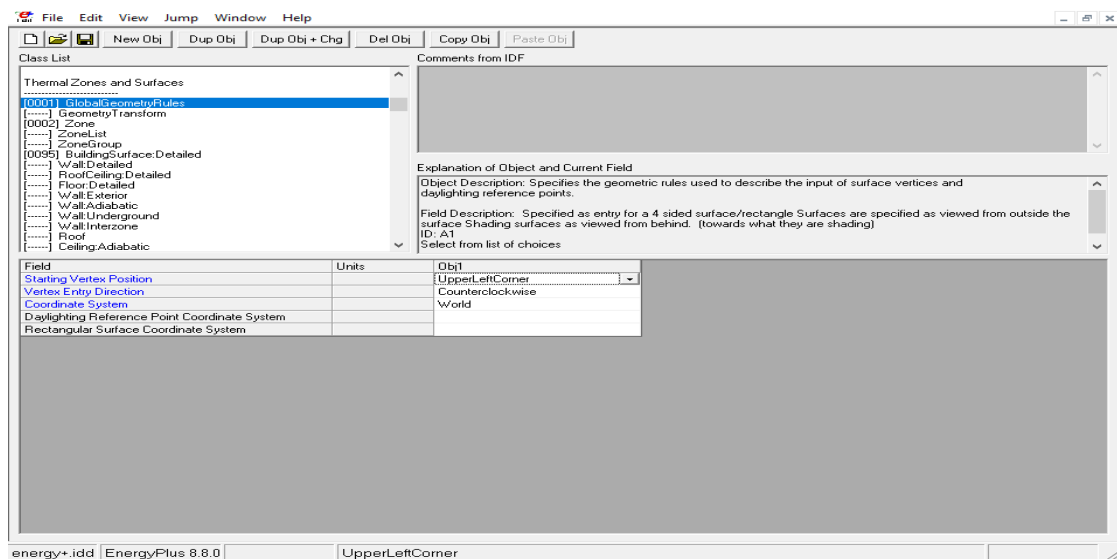 File Edit View Jump Window Help
New Obj Dup Obj Dup Obj + Chg Del Obj Copy Obj Paste Obj
Class List
Thermal Zones and Surfaces
--------------------------
[0001] GlobalGeometryRules
[------] GeometryTransform
[0002] Zone
[------] ZoneList
[------] ZoneGroup
[0095] BuildingSurface:Detailed
[------] Wall:Detailed
[------] RoofCeiling:Detailed
[------] Floor:Detailed
[------] Wall:Exterior
[------] Wall:Adiabatic
[------] Wall:Underground
[------] Wall:Interzone
[------] Roof
[------] Ceiling:Adiabatic
Comments from IDF
Explanation of Object and Current Field
Object Description: Specifies the geometric rules used to describe the input of surface vertices and
daylighting reference points.
Field Description: Specified as entry for a 4 sided surface/rectangle Surfaces are specified as viewed from outside the
surface Shading surfaces as viewed from behind. (towards what they are shading)
ID: A1
Select from list of choices
Field Units Obj1
Starting Vertex Position UpperLeftCorner
Vertex Entry Direction Counterclockwise
Coordinate System World
Daylighting Reference Point Coordinate System
Rectangular Surface Coordinate System
energy+.idd EnergyPlus 8.8.0 UpperLeftCorner